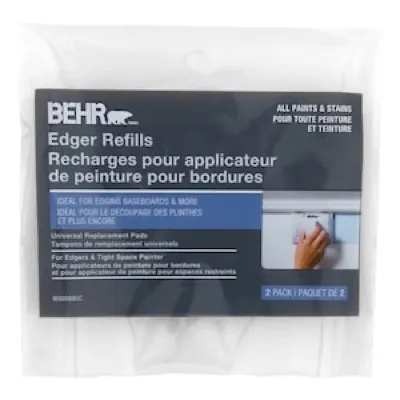 BEHR
Edger Refills
Recharges pour applicateur
de peinture pour bordures
ALL PAINTS & STAINS
POUR TOUTE PEINTURE
ET TEINTURE
IDEAL FOR EDGING BASEBOARDS & MORE
IDÉAL POUR LE DÉCOUPAGE DES PLINTHES
ET PLUS ENCORE
Universal Replacement Pads
Tampons de remplacement universels
For Edgers & Tight Space Painter
Pour applicateurs de peinture pour bordures
et pour applicateur de peinture pour espaces restreints
2 PACK | PAQUET DE 2